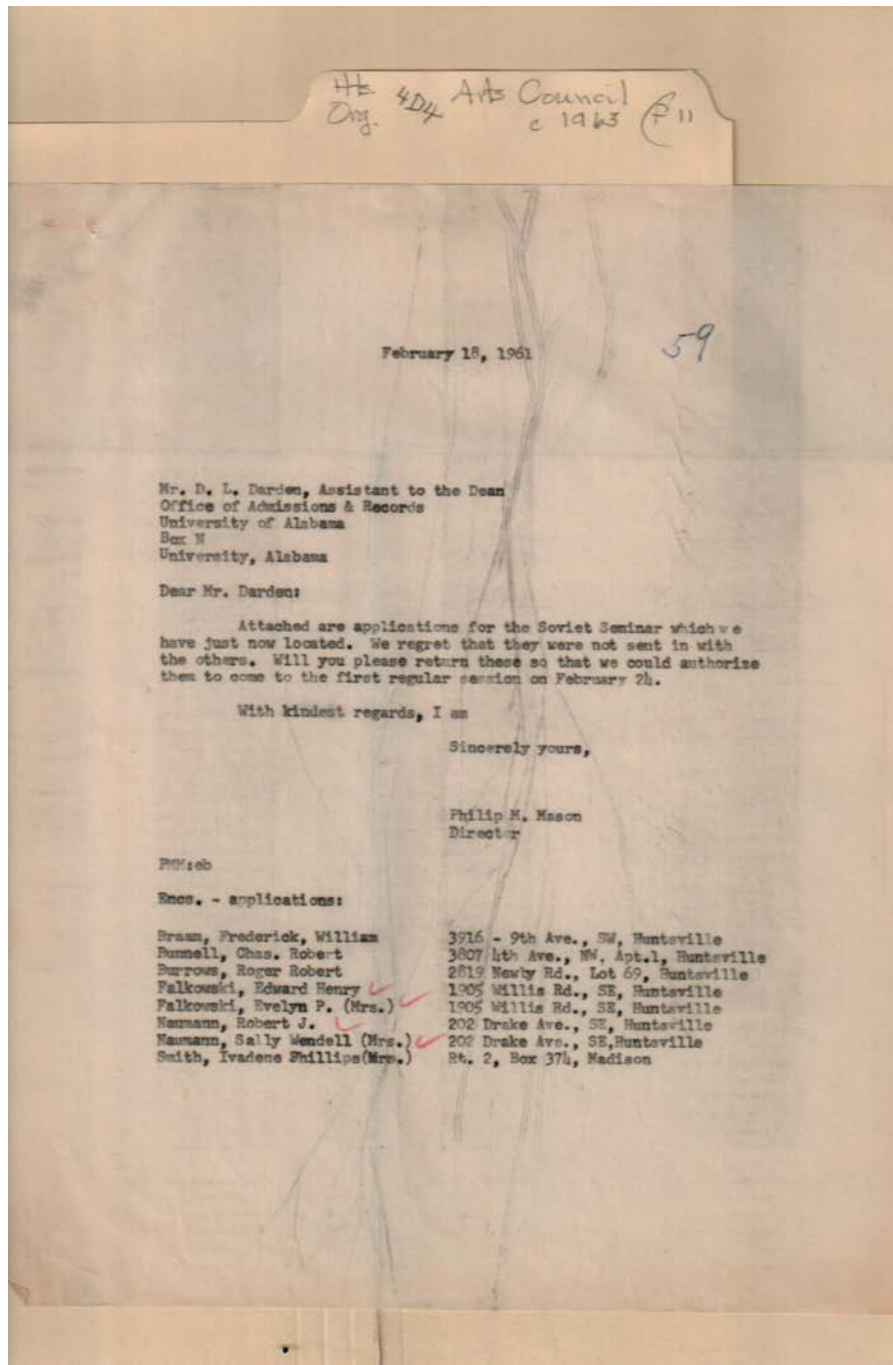 Hts. 4D4 Arts Council
Org. c 1963 F 11
February 18, 1961
59
Mr. D. L. Darden, Assistant to the Dean
Office of Admissions & Records
University of Alabama
Box N
University, Alabama
Dear Mr. Darden:
Attached are applications for the Soviet Seminar which we
have just now located. We regret that they were not sent in with
the others. Will you please return these so that we could authorize
them to come to the first regular session on February 24.
With kindest regards, I am
Sincerely yours,
Philip M. Mason
Director
PMM:eb
Encs. - applications:
Braam, Frederick, William 3916 - 9th Ave., SW, Huntsville
Bunnell, Chas. Robert 3807 4th Ave., NW, Apt.1, Huntsville
Burrows, Roger Robert 2819 Newby Rd., Lot 69, Huntsville
Falkowski, Edward Henry 1905 Willis Rd., SE, Huntsville
Falkowski, Evelyn P. (Mrs.) 1905 Willis Rd., SE, Huntsville
Naumann, Robert J. 202 Drake Ave., SE, Huntsville
Naumann, Sally Wendell (Mrs.) 202 Drake Ave., SE,Huntsville
Smith, Ivadene Phillips(Mrs.) Rt. 2, Box 374, Madison